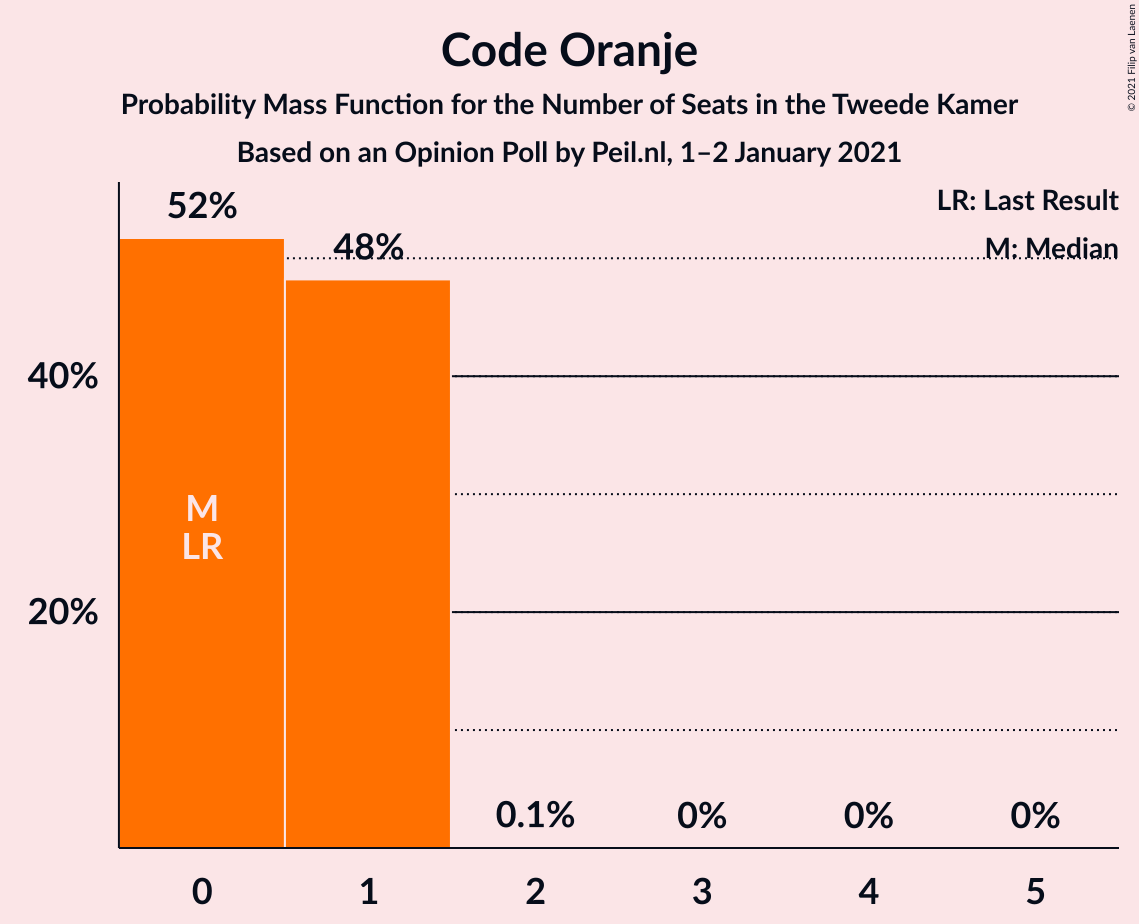 Code Oranje
Probability Mass Function for the Number of Seats in the Tweede Kamer
Based on an Opinion Poll by Peil.nl, 1–2 January 2021
© 2021 Filip van Laenen
LR: Last Result
M: Median
52%
48%
40%
20%
M
LR
0.1%
0%
0%
0%
0
1
2
3
4
5